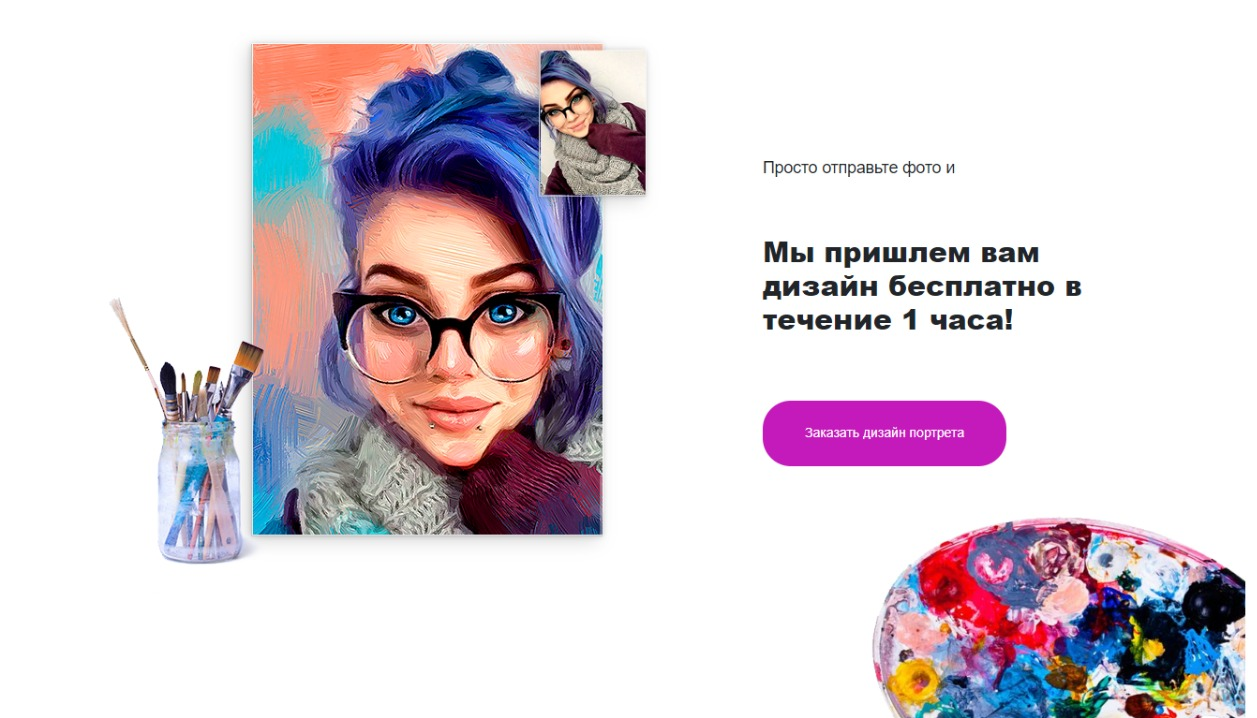 Просто отправьте фото и
Мы пришлем вам
дизайн бесплатно в
течение 1 часа!
Заказать дизайн портрета